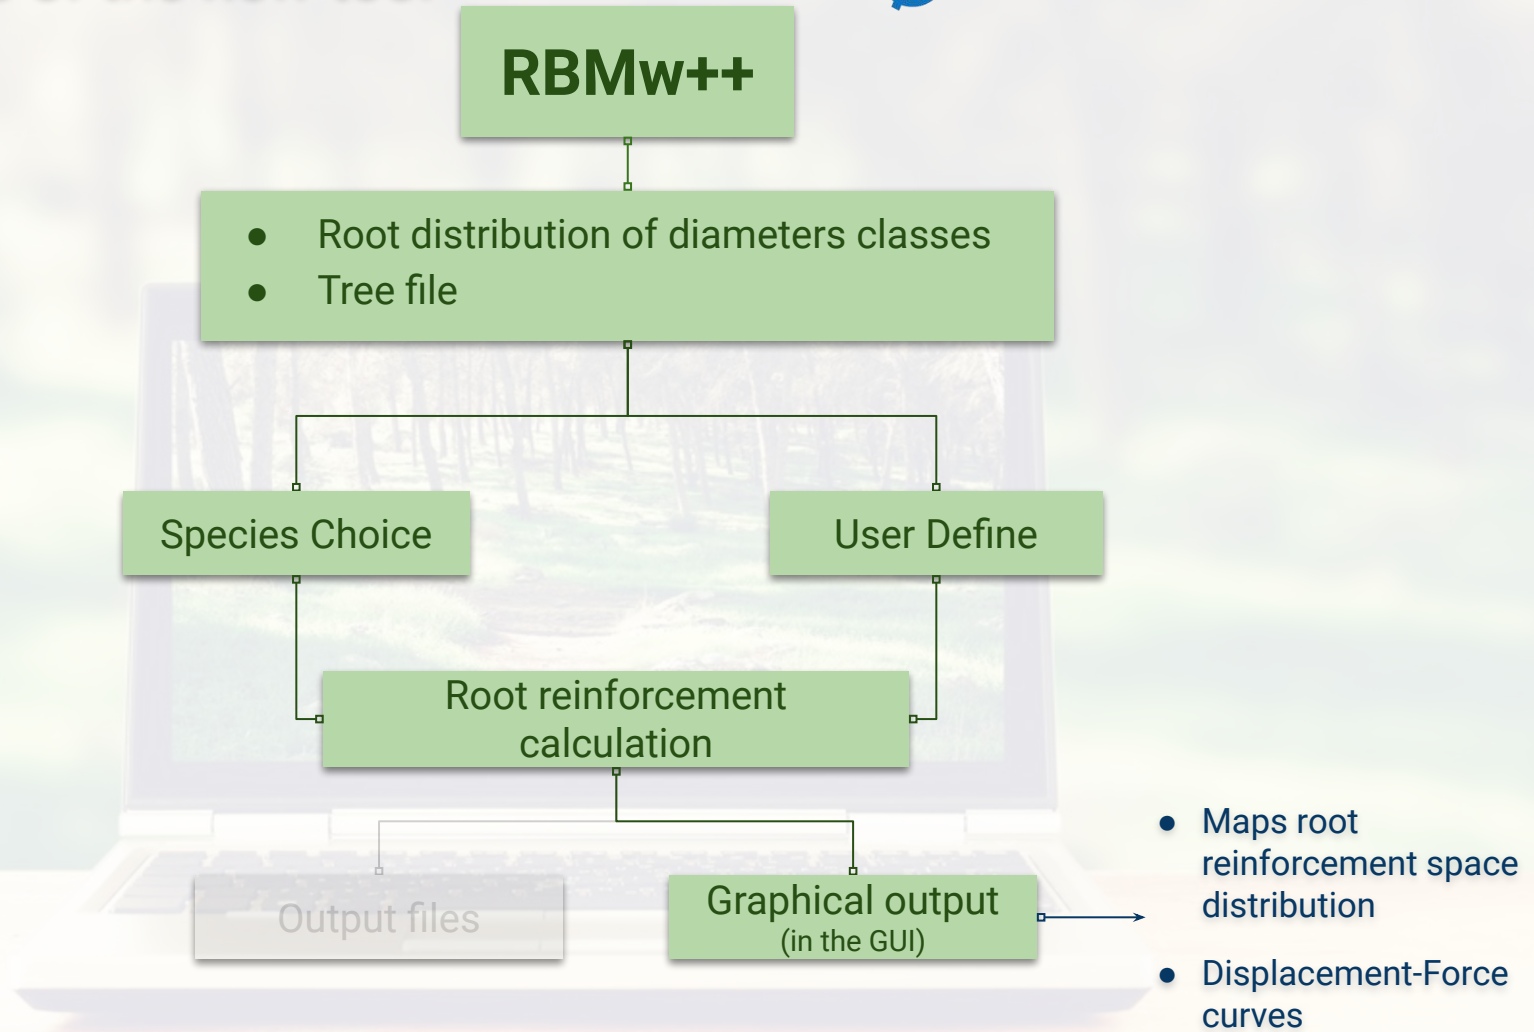 RBMw++
● Root distribution of diameters classes
● Tree file
Species Choice
User Define
Root reinforcement
calculation
Output files
Graphical output
(in the GUI)
● Maps root
reinforcement space
distribution
● Displacement-Force
curves